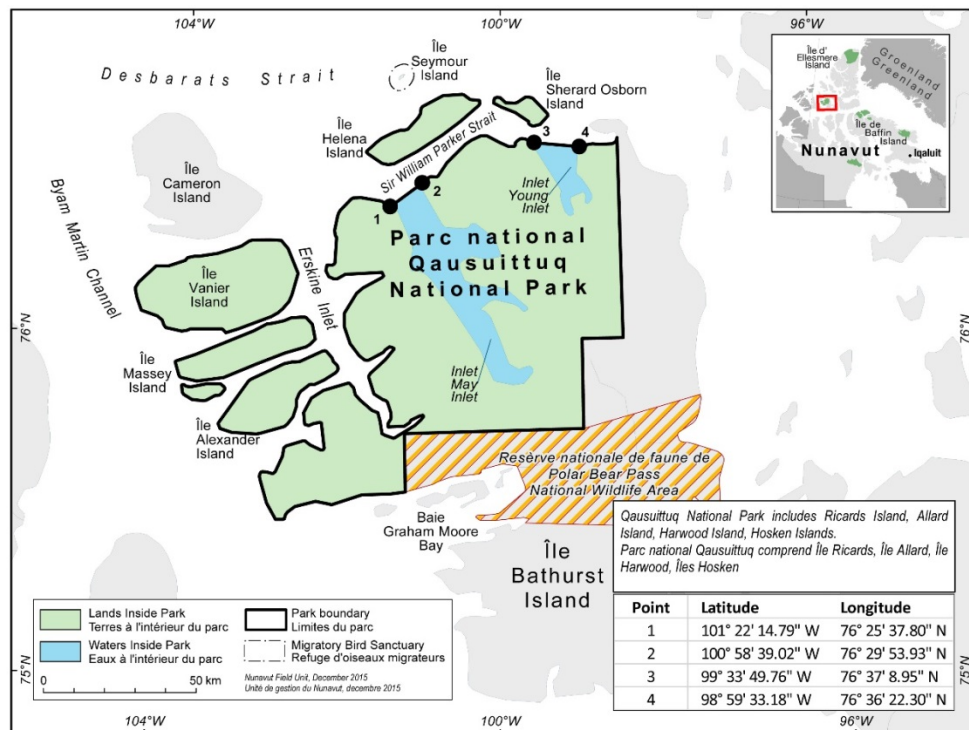 104°W
100°W
96°W
Île
Seymour
Island
Desbarats Strait
Île
Sherard Osborn
Island
Île
Helena
Island
Sir William Parker Strait
3
4
2
1
Inlet
Young
Inlet
Île
Cameron
Island
Byam Martin Channel
Parc national
Qausuittuq
National Park
Île
Vanier
Island
Erskine Inlet
76°N
76°N
Île
Massey
Island
Inlet
May
Inlet
Île
Alexander
Island
Resèrve nationale de faune de
Polar Bear Pass
National Wildlife Area
Baie
Graham Moore
Bay
Île
Bathurst
Island
75°N
75°N
104°W
100°W
96°W
Île d'
Ellesmere
Island
Groenland
Greenland
Île de
Baffin
Island
Nunavut
Iqaluit
Lands Inside Park
Terres à l'intérieur du parc
Waters Inside Park
Eaux à l'intérieur du parc
0 50 km
Park boundary
Limites du parc
Migratory Bird Sanctuary
Refuge d'oiseaux migrateurs
Nunavut Field Unit, December 2015
Unité de gestion du Nunavut, decembre 2015
Qausuittuq National Park includes Ricards Island, Allard
Island, Harwood Island, Hosken Islands.
Parc national Qausuittuq comprend Île Ricards, Île Allard, Île
Harwood, Îles Hosken
Point Latitude Longitude
1 101° 22' 14.79" W 76° 25' 37.80" N
2 100° 58' 39.02" W 76° 29' 53.93" N
3 99° 33' 49.76" W 76° 37' 8.95" N
4 98° 59' 33.18" W 76° 36' 22.30" N